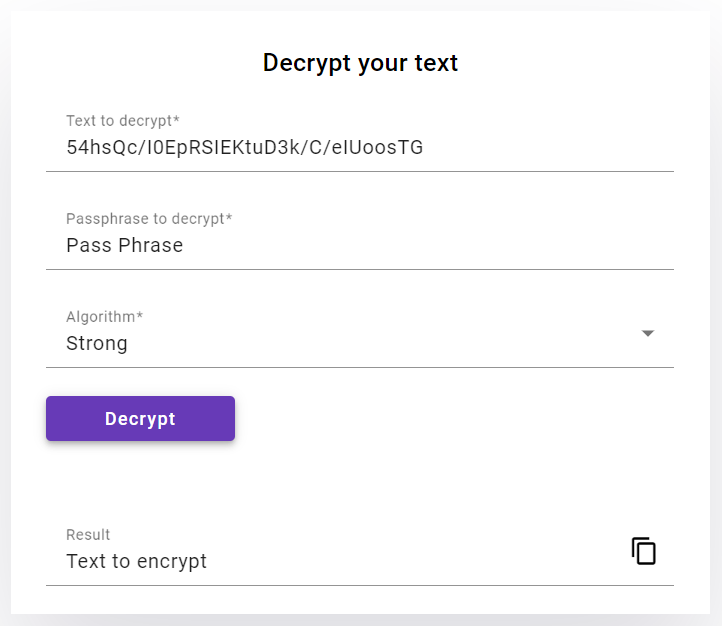 Decrypt your text
Text to decrypt*
54hsQc/I0EpRSIEKtuD3k/C/eIUoosTG
Passphrase to decrypt*
Pass Phrase
Algorithm*
Strong
Decrypt
Result
Text to encrypt